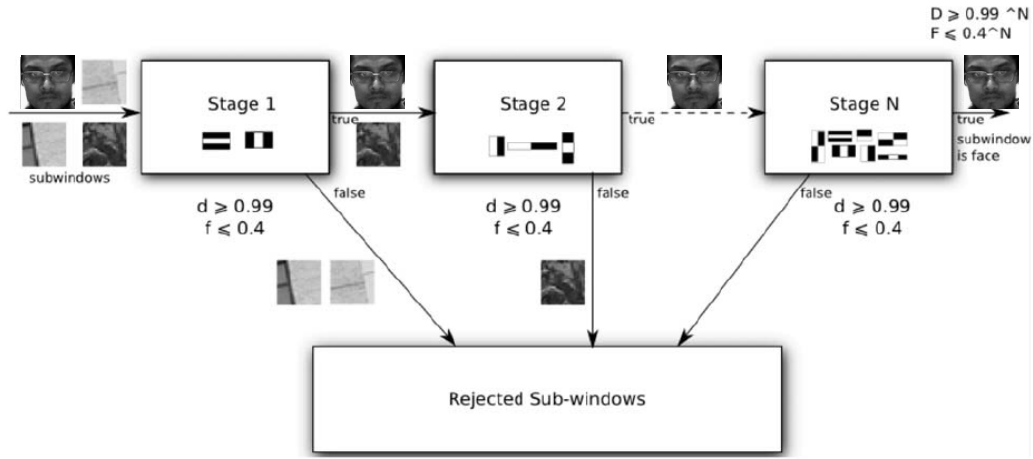 D ⩾ 0.99 ^N
F ⩽ 0.4^N
Stage 1
Stage 2
Stage N
true
true
true
subwindow
is face
subwindows
false
false
false
d ⩾ 0.99
f ⩽ 0.4
d ⩾ 0.99
f ⩽ 0.4
d ⩾ 0.99
f ⩽ 0.4
Rejected Sub-windows